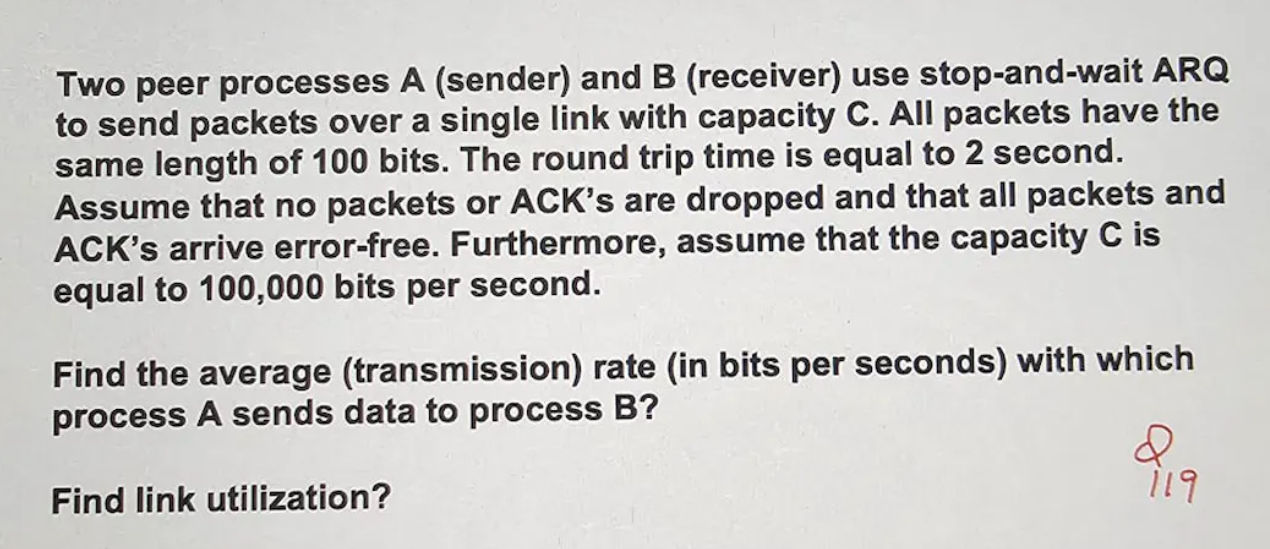 Two peer processes A (sender) and B (receiver) use stop-and-wait ARQ
to send packets over a single link with capacity C. All packets have the
same length of 100 bits. The round trip time is equal to 2 second.
Assume that no packets or ACK's are dropped and that all packets and
ACK's arrive error-free. Furthermore, assume that the capacity C is
equal to 100,000 bits per second.
Find the average (transmission) rate (in bits per seconds) with which
process A sends data to process B?
Find link utilization?
Q
119